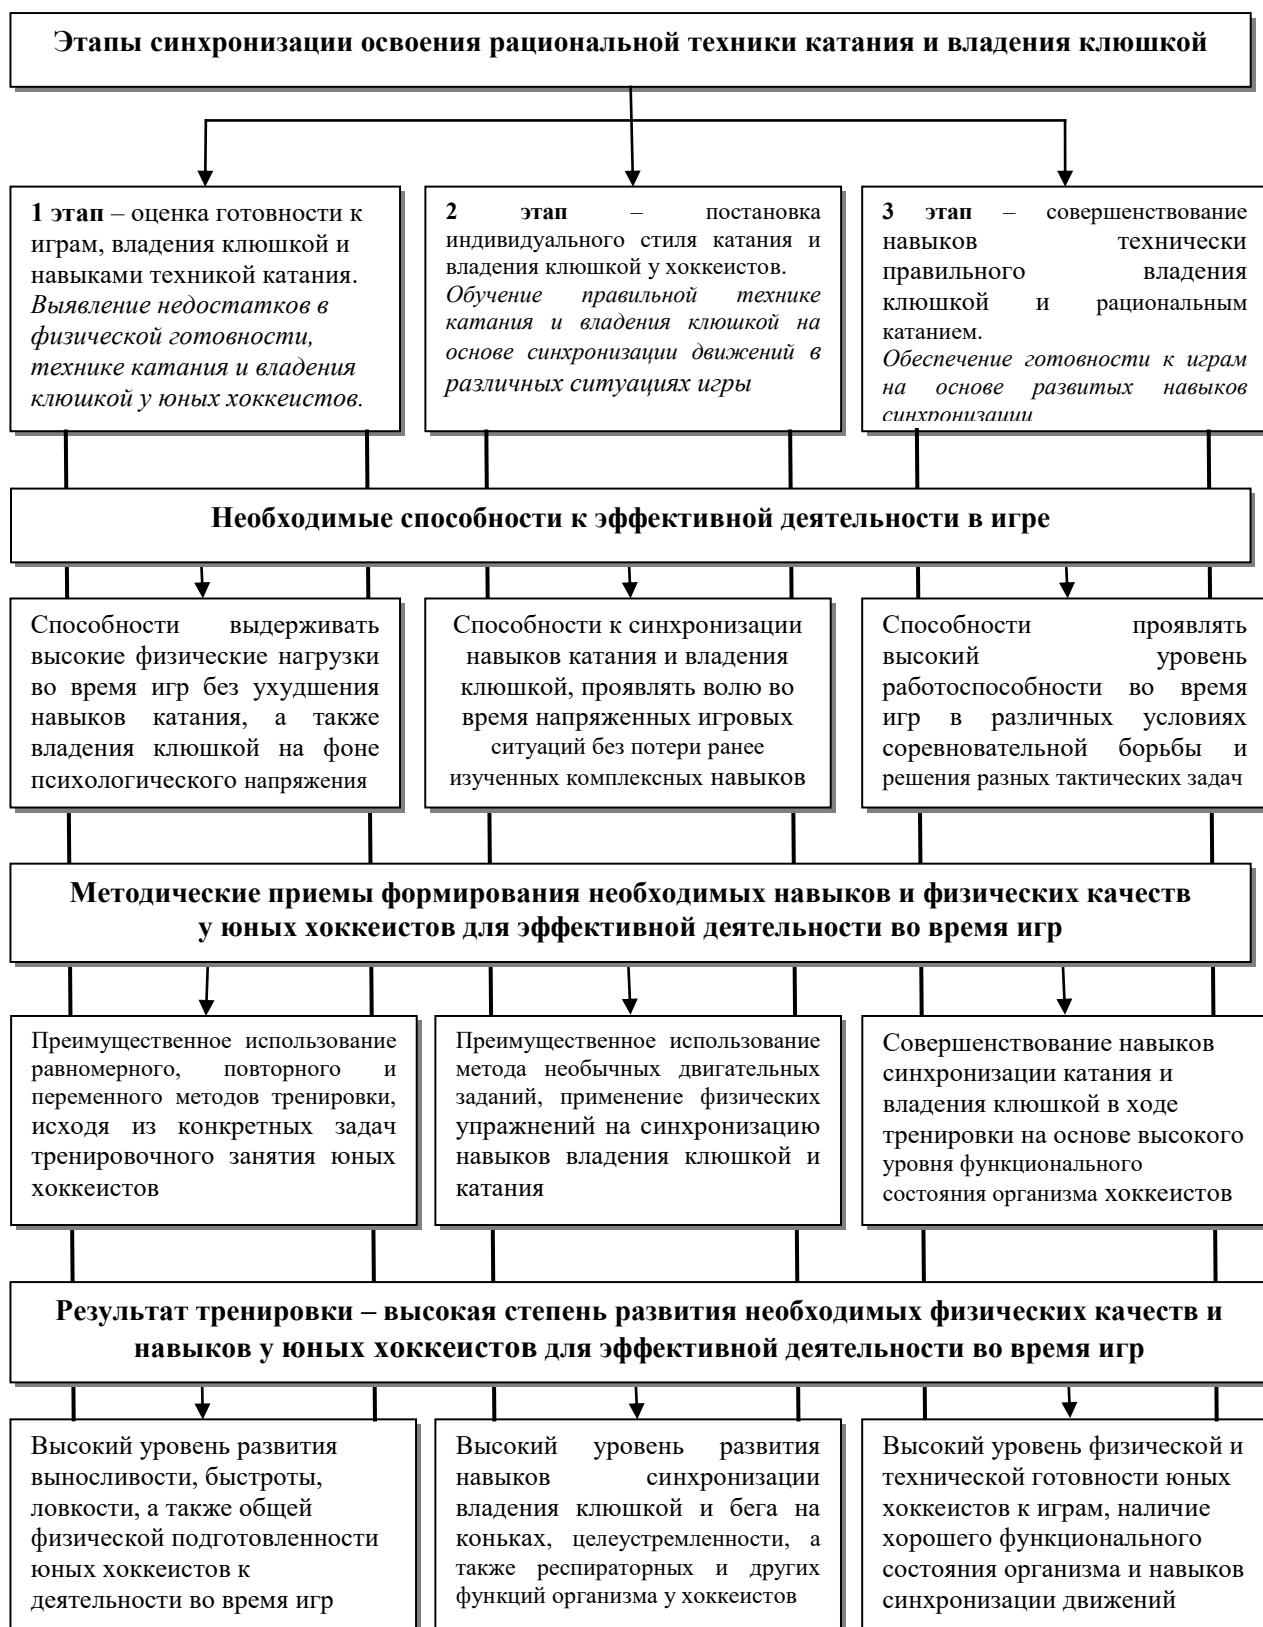 Этапы синхронизации освоения рациональной техники катания и владения клюшкой
1 этап – оценка готовности к
играм, владения клюшкой и
навыками техникой катания.
Выявление недостатков в
физической готовности,
технике катания и владения
клюшкой у юных хоккеистов.
2 этап – постановка
индивидуального стиля катания и
владения клюшкой у хоккеистов.
Обучение правильной технике
катания и владения клюшкой на
основе синхронизации движений в
различных ситуациях игры
3 этап – совершенствование
навыков технически
правильного владения
клюшкой и рациональным
катанием.
Обеспечение готовности к играм
на основе развитых навыков
синхронизации
Необходимые способности к эффективной деятельности в игре
Способности выдерживать
высокие физические нагрузки
во время игр без ухудшения
навыков катания, а также
владения клюшкой на фоне
психологического напряжения
Способности к синхронизации
навыков катания и владения
клюшкой, проявлять волю во
время напряженных игровых
ситуаций без потери ранее
изученных комплексных навыков
Способности проявлять
высокий уровень
работоспособности во время
игр в различных условиях
соревновательной борьбы и
решения разных тактических задач
Методические приемы формирования необходимых навыков и физических качеств
у юных хоккеистов для эффективной деятельности во время игр
Преимущественное использование
равномерного, повторного и
переменного методов тренировки,
исходя из конкретных задач
тренировочного занятия юных
хоккеистов
Преимущественное использование
метода необычных двигательных
заданий, применение физических
упражнений на синхронизацию
навыков владения клюшкой и
катания
Совершенствование навыков
синхронизации катания и
владения клюшкой в ходе
тренировки на основе высокого
уровня функционального
состояния организма хоккеистов
Результат тренировки – высокая степень развития необходимых физических качеств и
навыков у юных хоккеистов для эффективной деятельности во время игр
Высокий уровень развития
выносливости, быстроты,
ловкости, а также общей
физической подготовленности
юных хоккеистов к
деятельности во время игр
Высокий уровень развития
навыков синхронизации
владения клюшкой и бега на
коньках, целеустремленности, а
также респираторных и других
функций организма у хоккеистов
Высокий уровень физической и
технической готовности юных
хоккеистов к играм, наличие
хорошего функционального
состояния организма и навыков
синхронизации движений